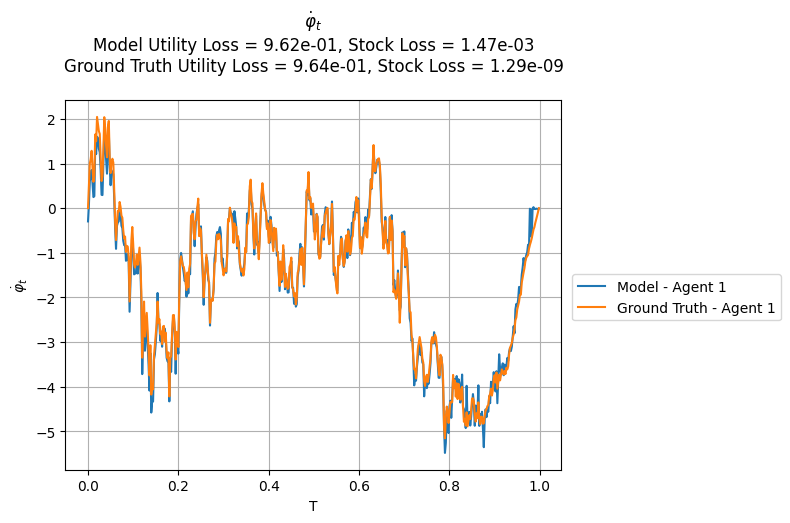 φ̇ₜ
Model Utility Loss = 9.62e-01, Stock Loss = 1.47e-03
Ground Truth Utility Loss = 9.64e-01, Stock Loss = 1.29e-09
2
1
0
−1
−2
−3
−4
−5
φ̇ₜ
0.0 0.2 0.4 0.6 0.8 1.0
T
Model - Agent 1
Ground Truth - Agent 1